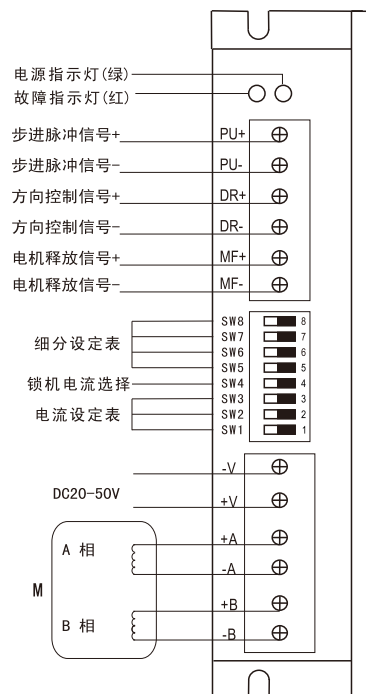 电源指示灯(绿)
故障指示灯(红)
步进脉冲信号+ PU+
步进脉冲信号- PU-
方向控制信号+ DR+
方向控制信号- DR-
电机释放信号+ MF+
电机释放信号- MF-
SW8 8
SW7 7
细分设定表
SW6 6
SW5 5
锁机电流选择 SW4 4
SW3 3
电流设定表 SW2 2
SW1 1
-V
DC20-50V
+V
+A
A 相
-A
M
+B
B 相
-B